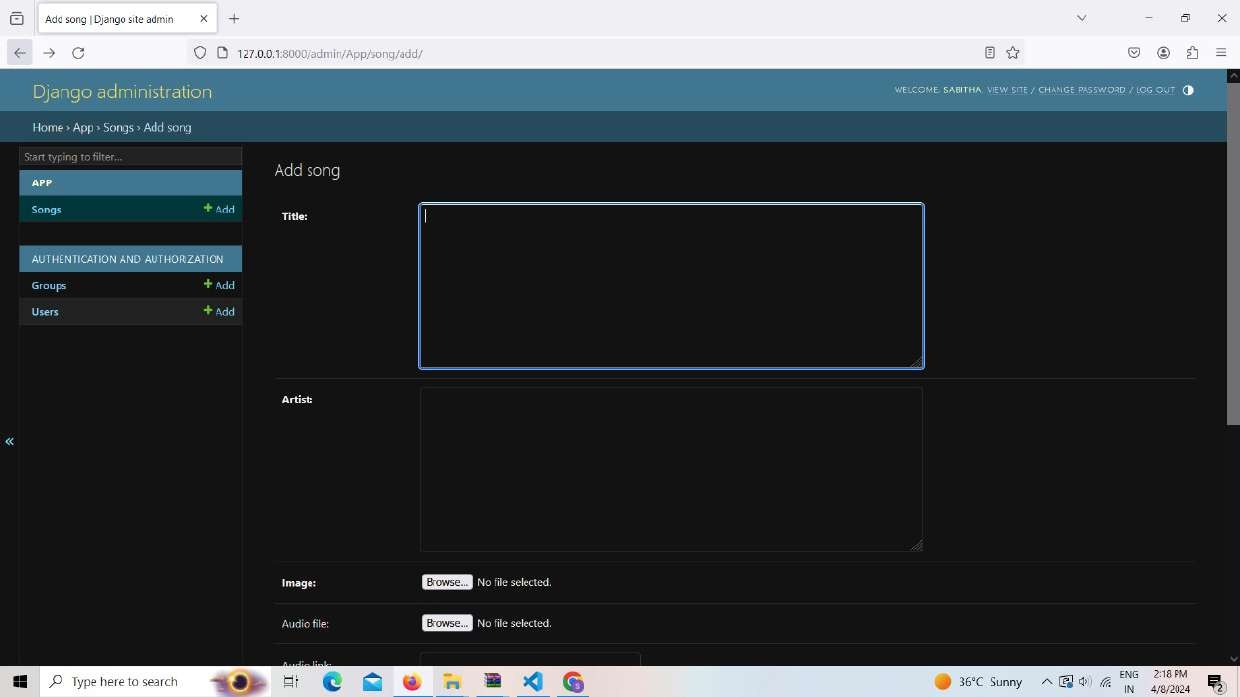 Add song | Django site admin
127.0.0.1:8000/admin/App/song/add/
Django administration
WELCOME, SABITHA. VIEW SITE / CHANGE PASSWORD / LOG OUT
Home › App › Songs › Add song
Start typing to filter...
APP
Songs + Add
AUTHENTICATION AND AUTHORIZATION
Groups + Add
Users + Add
«
Add song
Title:
Artist:
Image: Browse... No file selected.
Audio file: Browse... No file selected.
Audio link:
Type here to search
36°C Sunny
ENG
IN
2:18 PM
4/8/2024
2